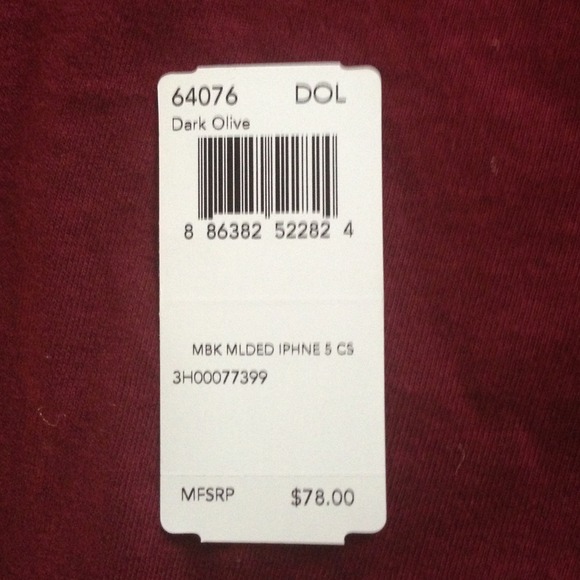 64076 DOL
Dark Olive
8 86382 52282 4
MBK MLDED IPHNE 5 CS
3H00077399
MFSRP $78.00